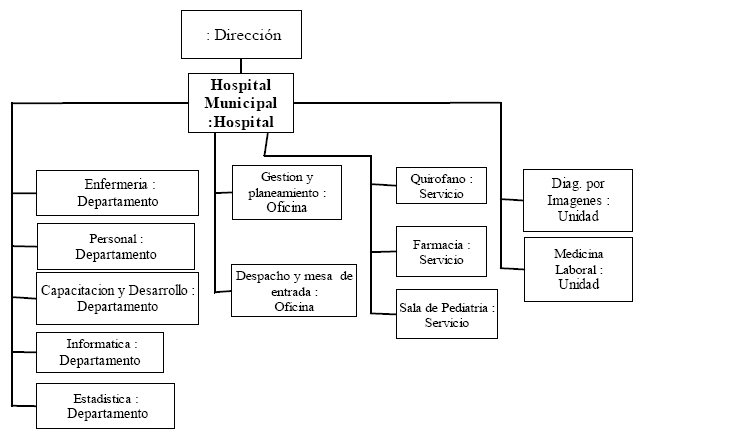 : Dirección
Hospital
Municipal
:Hospital
Enfermeria :
Departamento
Personal :
Departamento
Capacitacion y Desarrollo :
Departamento
Informatica :
Departamento
Estadistica :
Departamento
Gestion y
planeamiento :
Oficina
Despacho y mesa de
entrada :
Oficina
Quirofano :
Servicio
Farmacia :
Servicio
Sala de Pediatria :
Servicio
Diag. por
Imagenes :
Unidad
Medicina
Laboral :
Unidad